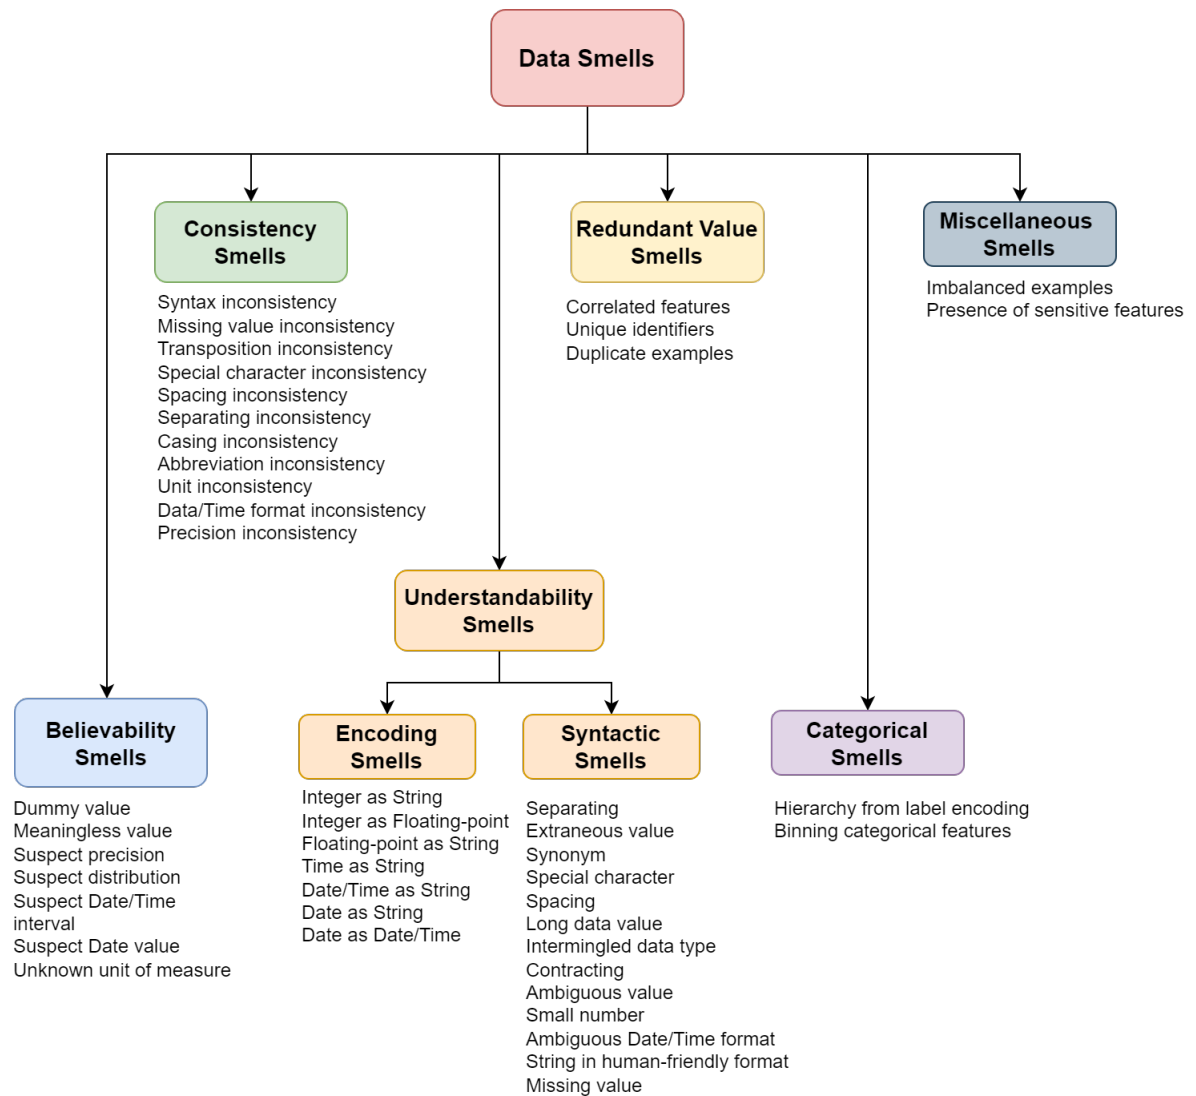 Data Smells
Consistency
Smells
Syntax inconsistency
Missing value inconsistency
Transposition inconsistency
Special character inconsistency
Spacing inconsistency
Separating inconsistency
Casing inconsistency
Abbreviation inconsistency
Unit inconsistency
Data/Time format inconsistency
Precision inconsistency
Redundant Value
Smells
Correlated features
Unique identifiers
Duplicate examples
Miscellaneous
Smells
Imbalanced examples
Presence of sensitive features
Understandability
Smells
Believability
Smells
Dummy value
Meaningless value
Suspect precision
Suspect distribution
Suspect Date/Time
interval
Suspect Date value
Unknown unit of measure
Encoding
Smells
Integer as String
Integer as Floating-point
Floating-point as String
Time as String
Date/Time as String
Date as String
Date as Date/Time
Syntactic
Smells
Separating
Extraneous value
Synonym
Special character
Spacing
Long data value
Intermingled data type
Contracting
Ambiguous value
Small number
Ambiguous Date/Time format
String in human-friendly format
Missing value
Categorical
Smells
Hierarchy from label encoding
Binning categorical features